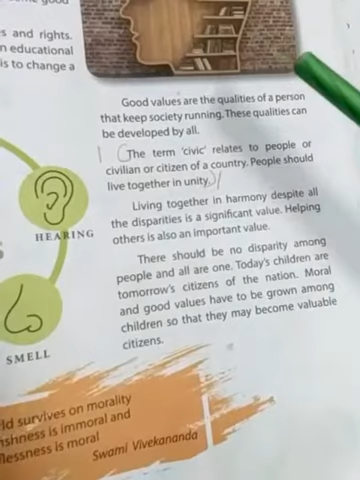 s and rights.
n educational
is to change a
Good values are the qualities of a person
that keep society running. These qualities can
be developed by all.
The term 'civic' relates to people or
civilian or citizen of a country. People should
live together in unity.
Living together in harmony despite all
the disparities is a significant value. Helping
others is also an important value.
There should be no disparity among
people and all are one. Today's children are
tomorrow's citizens of the nation. Moral
and good values have to be grown among
children so that they may become valuable
citizens.
HEARING
SMELL
ld survives on morality
ishness is immoral and
lessness is moral
Swami Vivekananda